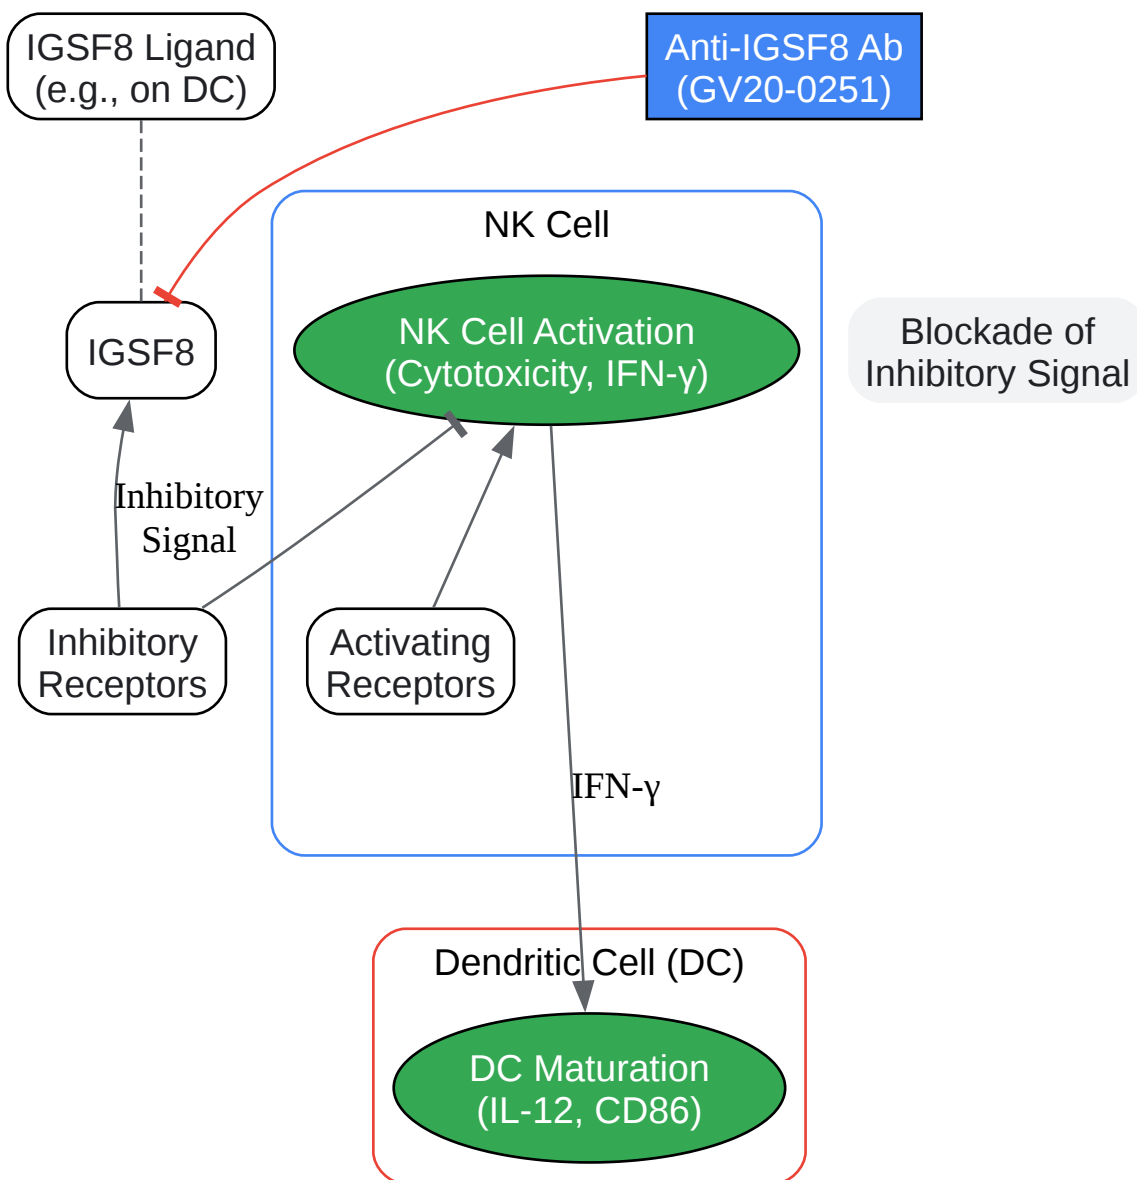 IGSF8 Ligand
(e.g., on DC)
Anti-IGSF8 Ab
(GV20-0251)
NK Cell
NK Cell Activation
(Cytotoxicity, IFN-γ)
Blockade of
Inhibitory Signal
IGSF8
Inhibitory
Signal
Inhibitory
Receptors
Activating
Receptors
IFN-γ
Dendritic Cell (DC)
DC Maturation
(IL-12, CD86)